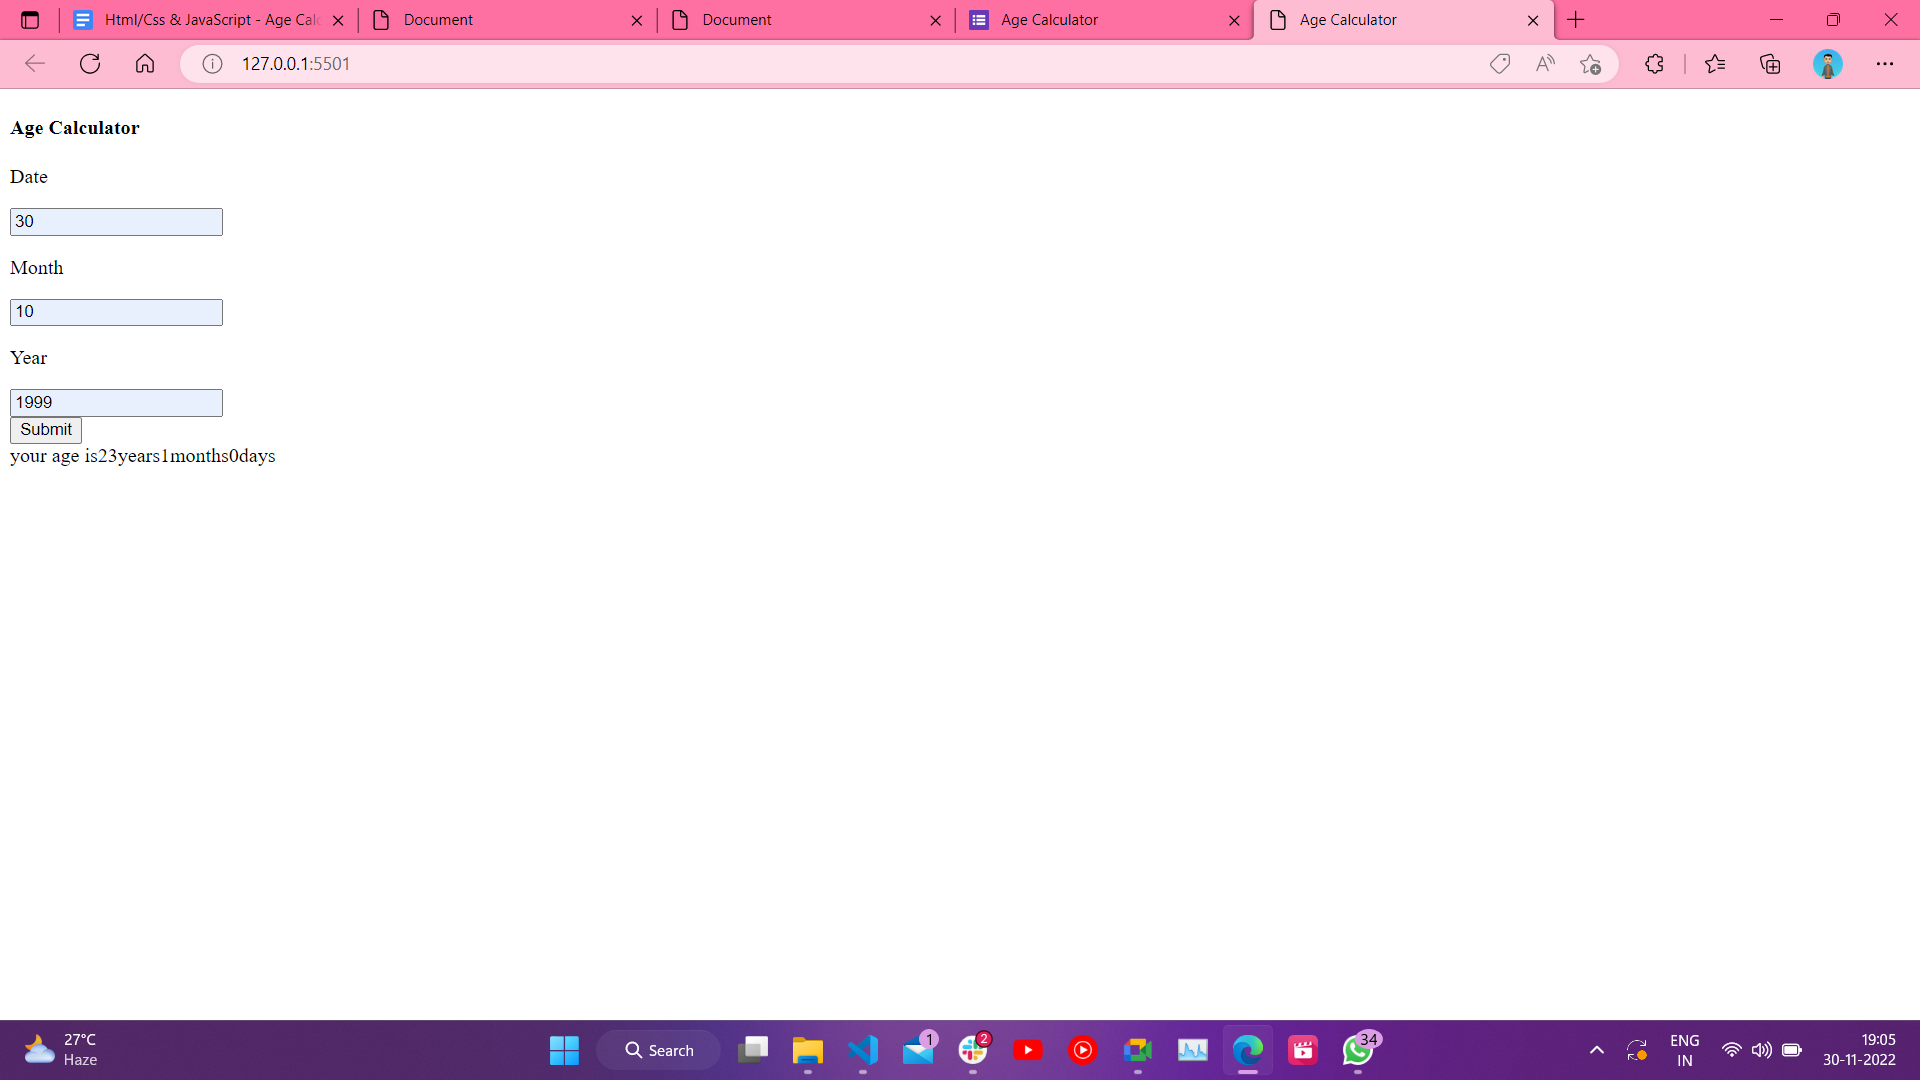 Html/Css & JavaScript - Age Calc
Document
Document
Age Calculator
Age Calculator
127.0.0.1:5501
Age Calculator
Date
30
Month
10
Year
1999
Submit
your age is23years1months0days
27°C
Haze
Search
1
2
34
ENG
IN
19:05
30-11-2022